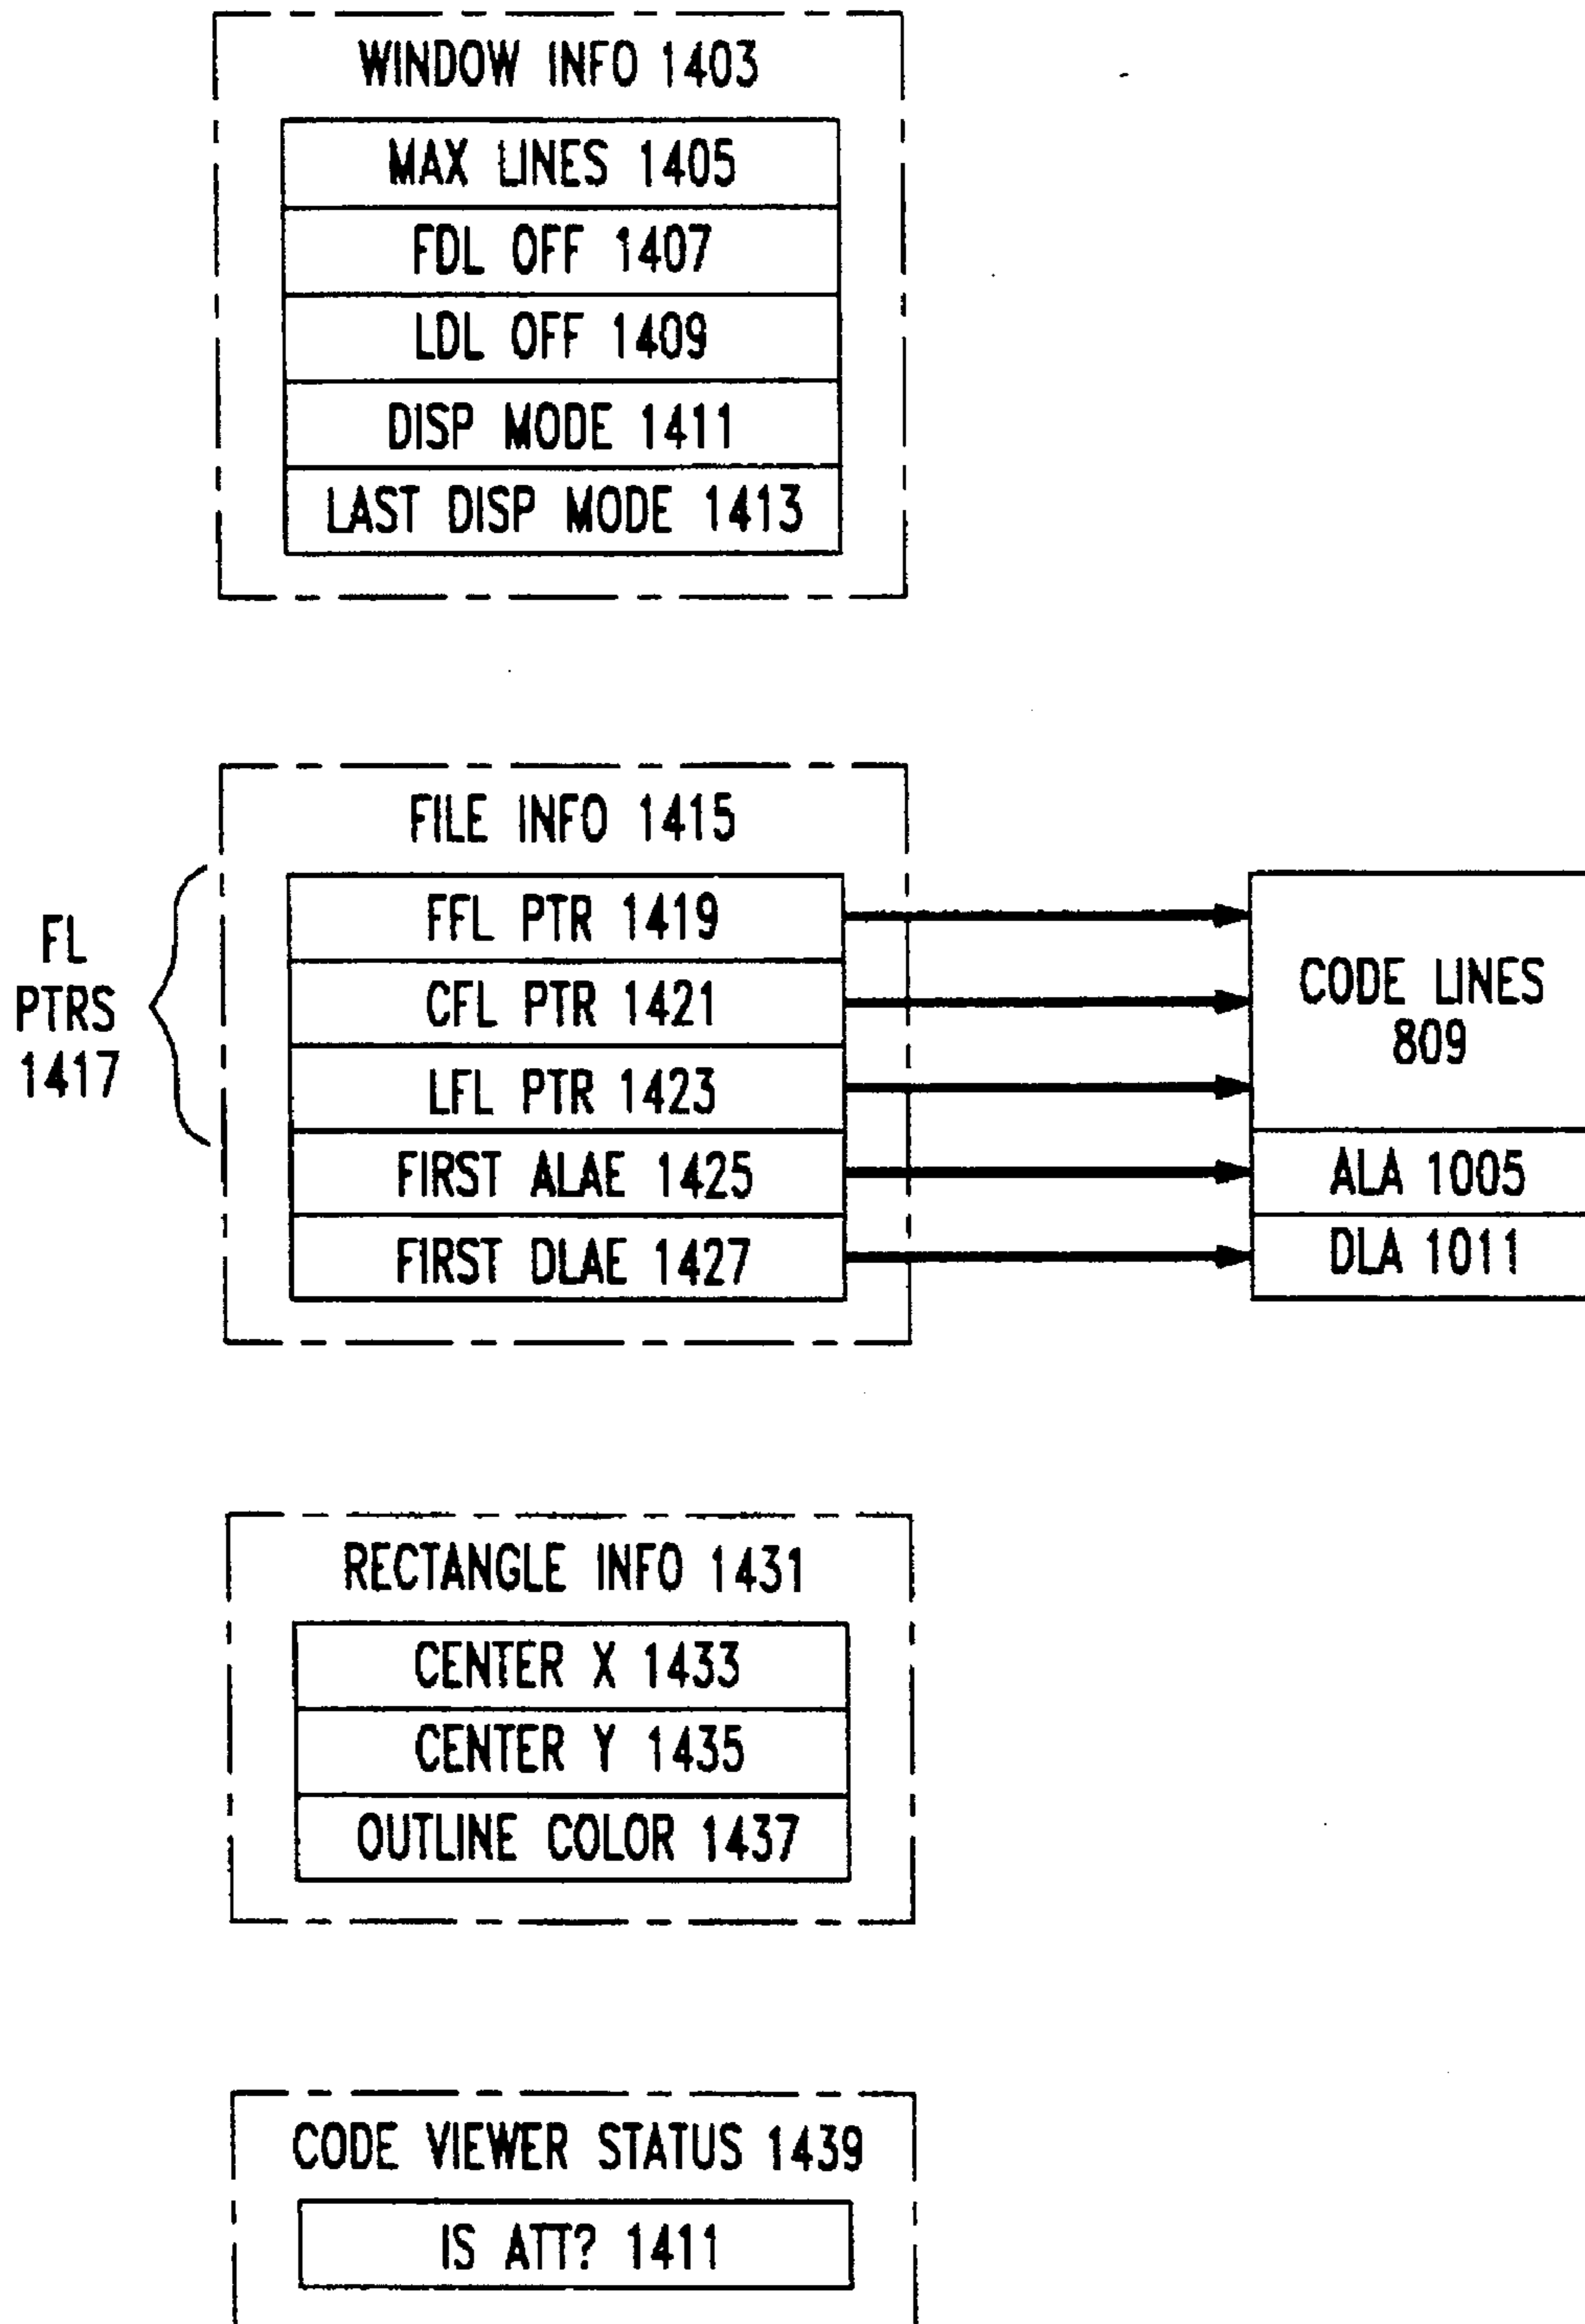 WINDOW INFO 1403
MAX LINES 1405
FDL OFF 1407
LDL OFF 1409
DISP MODE 1411
LAST DISP MODE 1413
FILE INFO 1415
FL
PTRS
1417
FFL PTR 1419
CFL PTR 1421
LFL PTR 1423
FIRST ALAE 1425
FIRST DLAE 1427
CODE LINES
809
ALA 1005
DLA 1011
RECTANGLE INFO 1431
CENTER X 1433
CENTER Y 1435
OUTLINE COLOR 1437
CODE VIEWER STATUS 1439
IS ATT? 1411